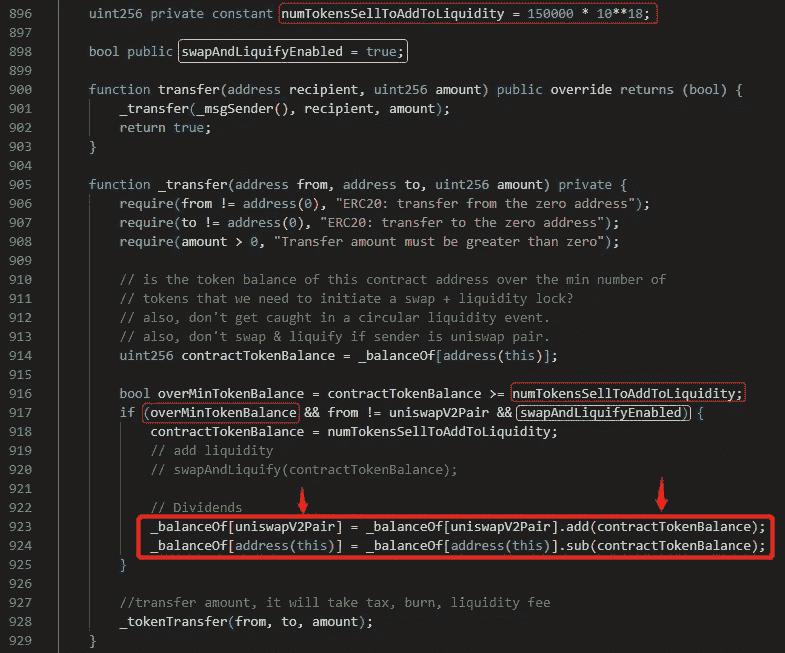 896 uint256 private constant numTokensSellToAddToLiquidity = 150000 * 10**18;
897
898 bool public swapAndLiquifyEnabled = true;
899
900 function transfer(address recipient, uint256 amount) public override returns (bool) {
901 _transfer(_msgSender(), recipient, amount);
902 return true;
903 }
904
905 function _transfer(address from, address to, uint256 amount) private {
906 require(from != address(0), "ERC20: transfer from the zero address");
907 require(to != address(0), "ERC20: transfer to the zero address");
908 require(amount > 0, "Transfer amount must be greater than zero");
909
910 // is the token balance of this contract address over the min number of
911 // tokens that we need to initiate a swap + liquidity lock?
912 // also, don't get caught in a circular liquidity event.
913 // also, don't swap & liquify if sender is uniswap pair.
914 uint256 contractTokenBalance = _balanceOf[address(this)];
915
916 bool overMinTokenBalance = contractTokenBalance >= numTokensSellToAddToLiquidity;
917 if (overMinTokenBalance && from != uniswapV2Pair && swapAndLiquifyEnabled) {
918 contractTokenBalance = numTokensSellToAddToLiquidity;
919 // add liquidity
920 // swapAndLiquify(contractTokenBalance);
921
922 // Dividends
923 _balanceOf[uniswapV2Pair] = _balanceOf[uniswapV2Pair].add(contractTokenBalance);
924 _balanceOf[address(this)] = _balanceOf[address(this)].sub(contractTokenBalance);
925 }
926
927 //transfer amount, it will take tax, burn, liquidity fee
928 _tokenTransfer(from, to, amount);
929 }